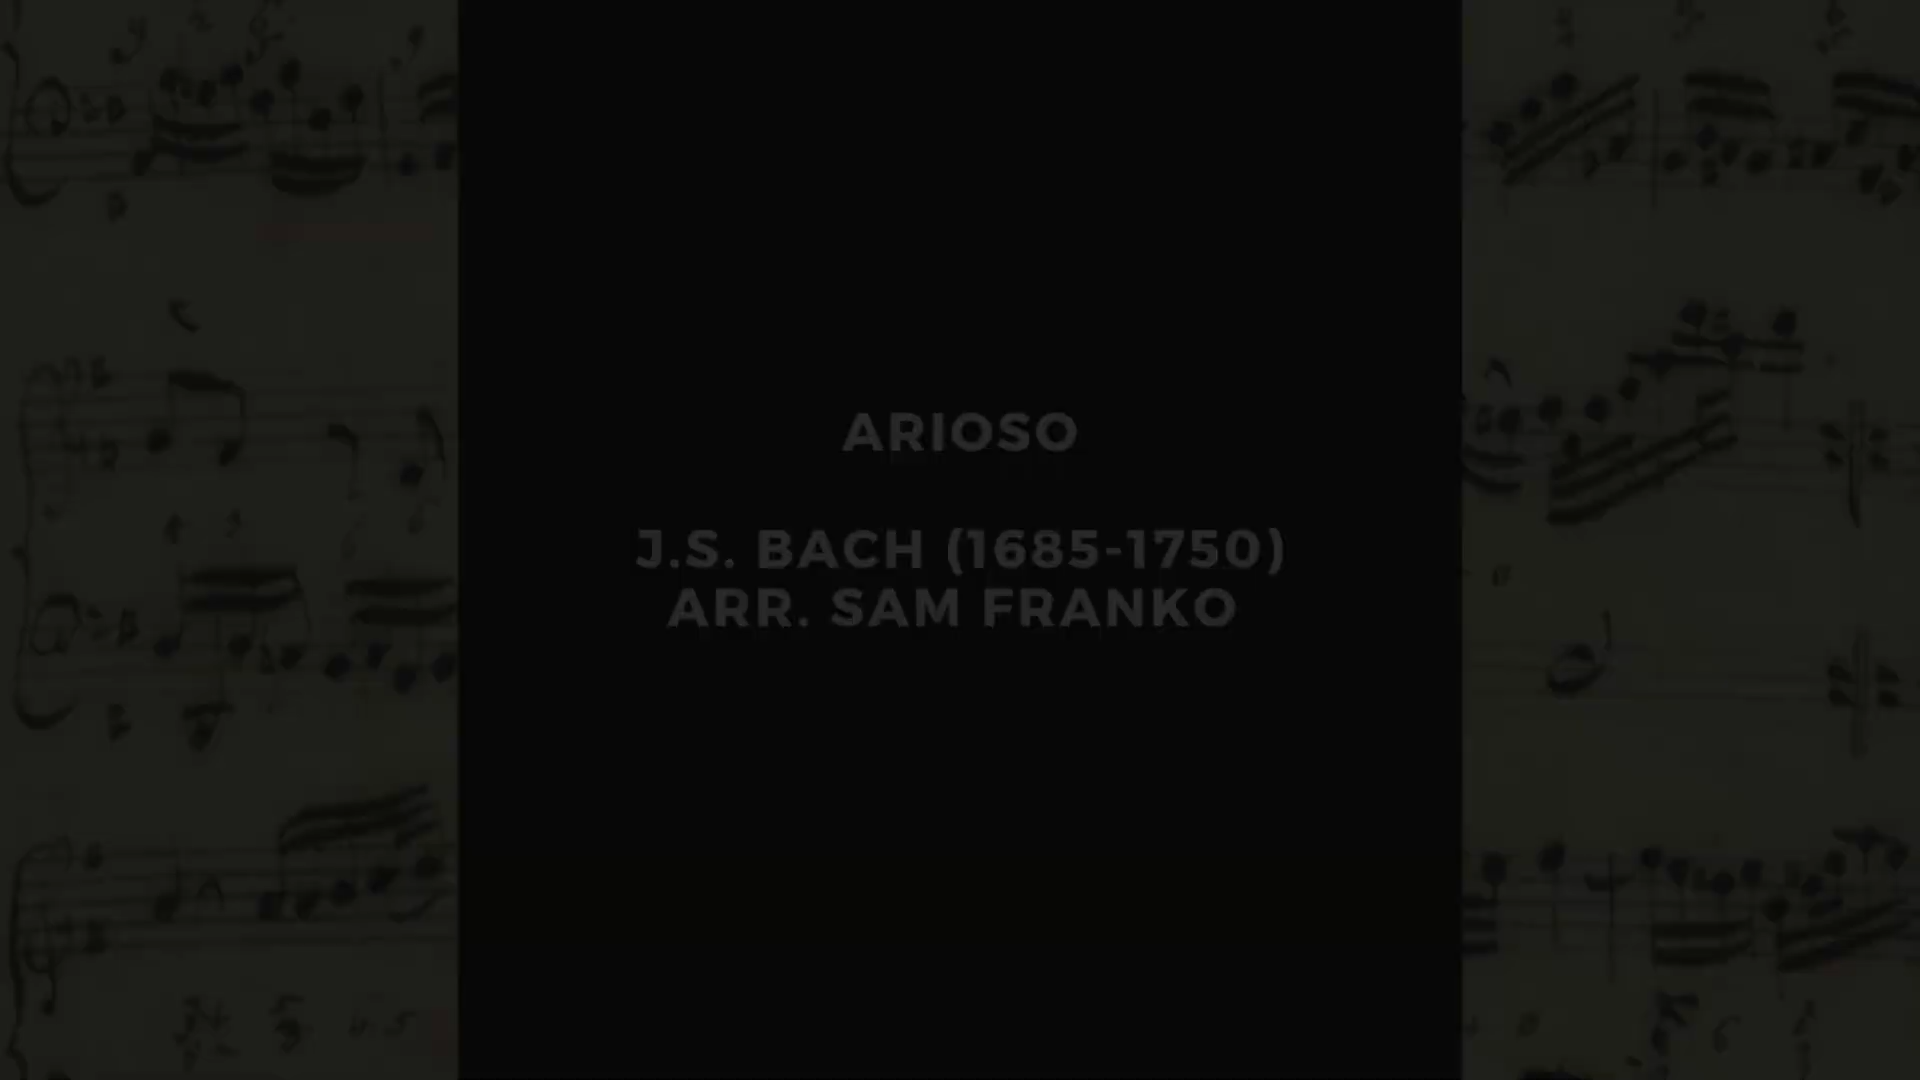 ARIOSO
J.S. BACH (1685-1750)
ARR. SAM FRANKO